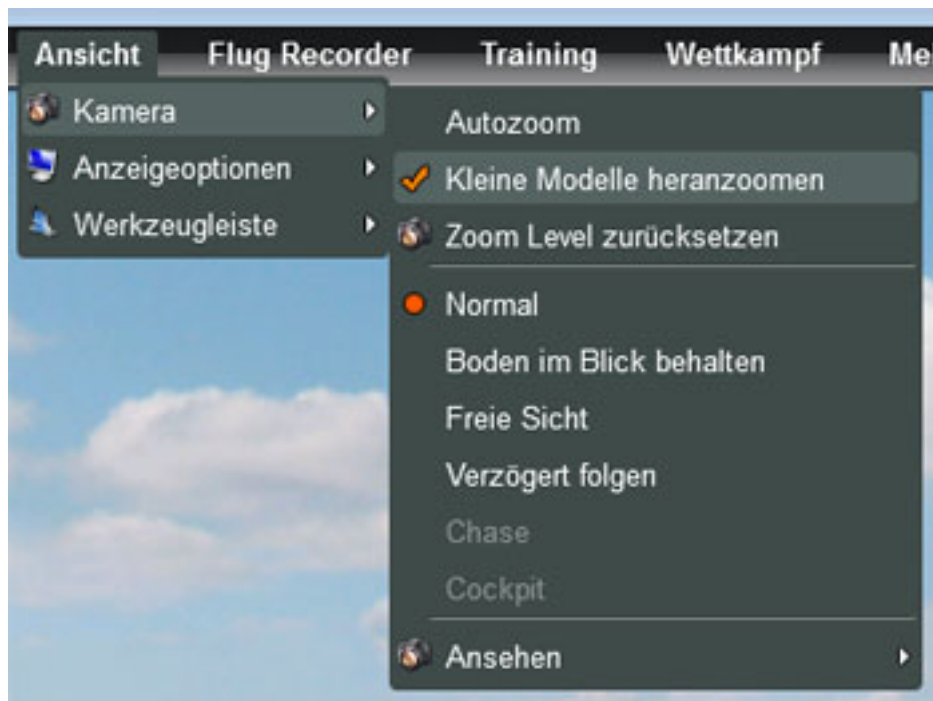 Ansicht Flug Recorder Training Wettkampf
Kamera
Anzeigeoptionen
Werkzeugleiste
Autozoom
Kleine Modelle heranzoomen
Zoom Level zurücksetzen
Normal
Boden im Blick behalten
Freie Sicht
Verzögert folgen
Chase
Cockpit
Ansehen